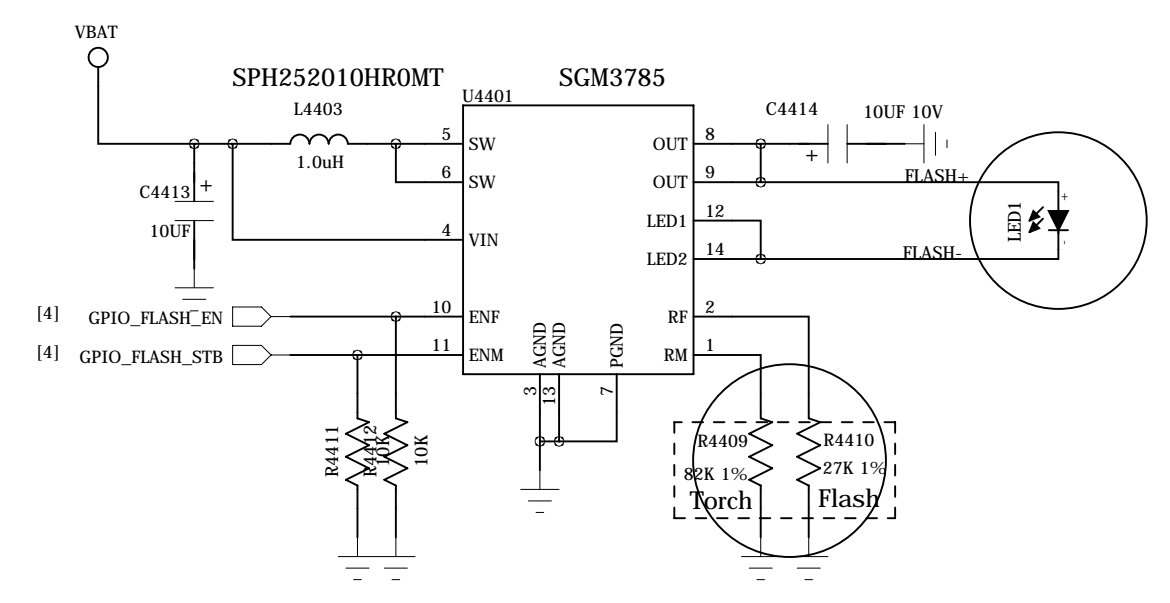 VBAT
SPH252010HR0MT
SGM3785
L4403
U4401
C4414
10UF 10V
1.0uH
5
SW
6
SW
4
VIN
10
ENF
11
ENM
OUT
8
OUT
9
LED1
12
LED2
14
RF
2
RM
1
+
FLASH+
FLASH-
LED1
+
-
C4413
+
10UF
[4]
GPIO_FLASH_EN
[4]
GPIO_FLASH_STB
AGND
AGND
PGND
3
13
7
R4411
10K
R4412
10K
R4409
82K 1%
Torch
R4410
27K 1%
Flash